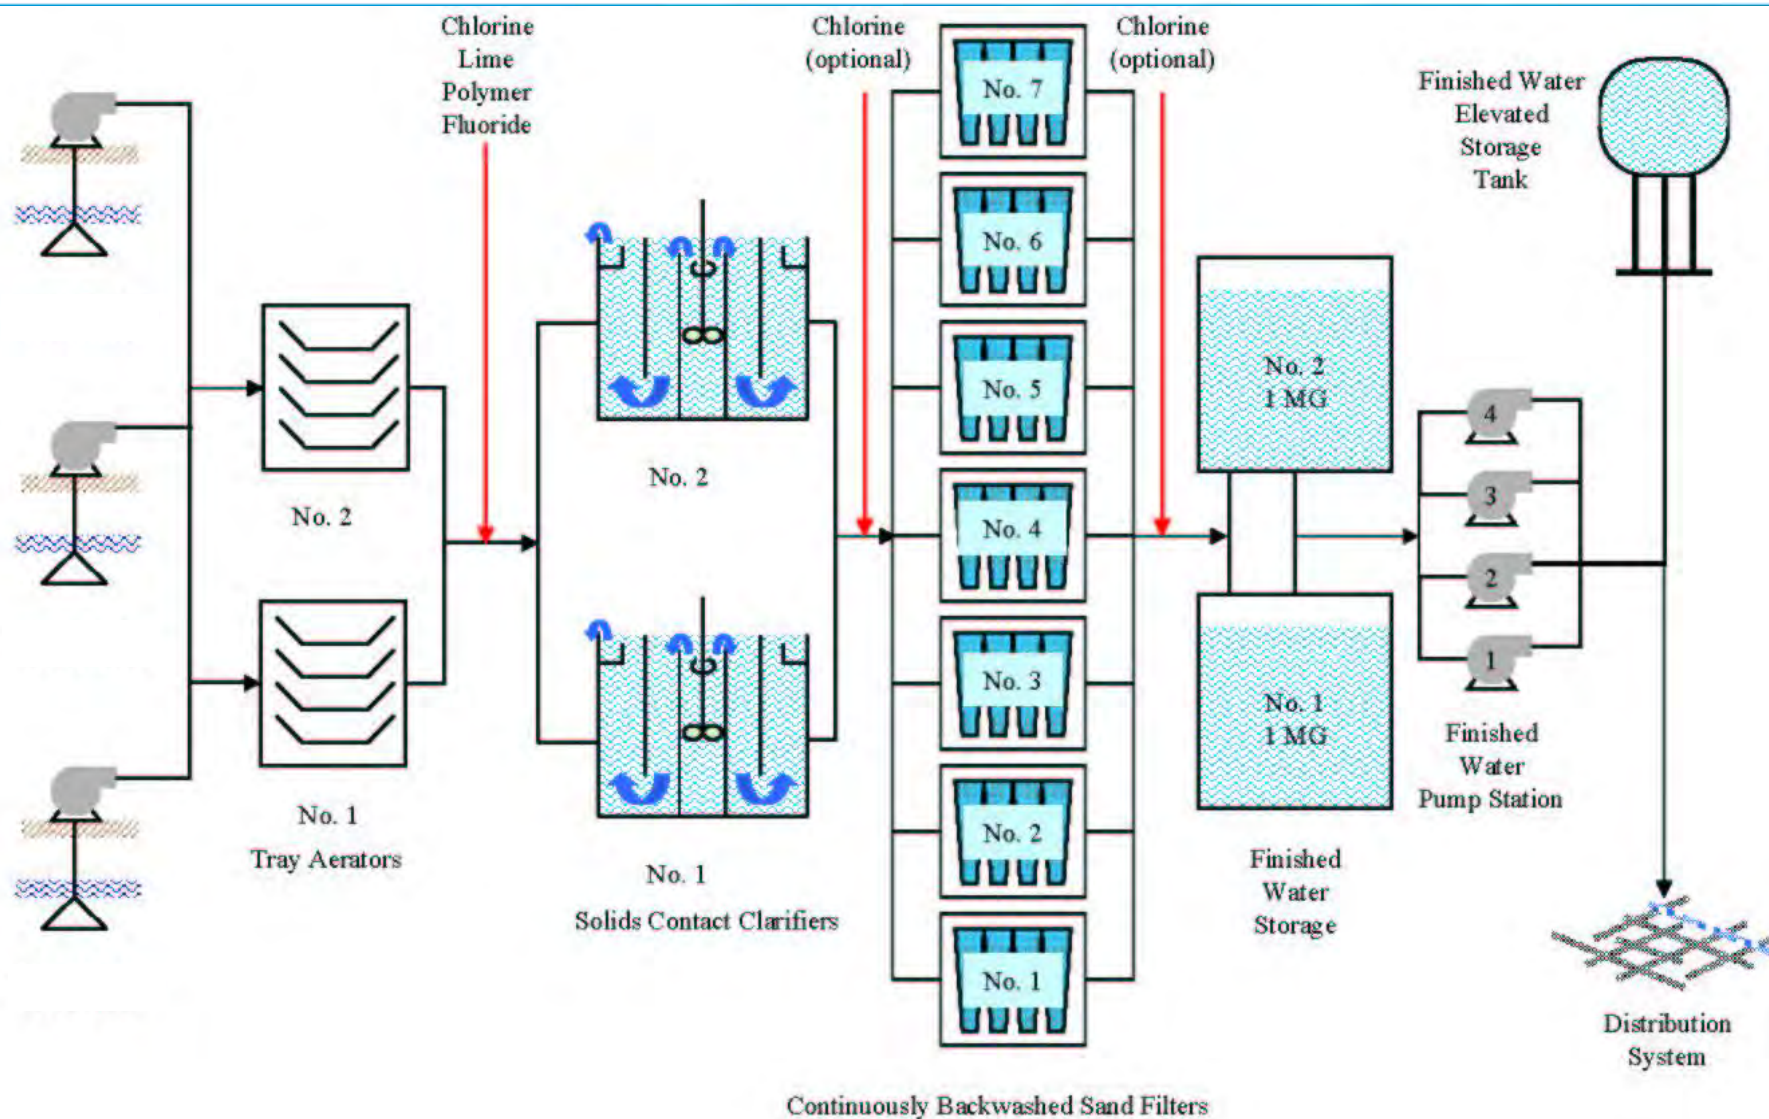 Chlorine
Lime
Polymer
Fluoride
Chlorine
(optional)
Chlorine
(optional)
No. 7
No. 6
No. 5
No. 4
No. 3
No. 2
No. 1
Continuously Backwashed Sand Filters
No. 2
No. 1
Tray Aerators
No. 2
No. 1
Solids Contact Clarifiers
No. 2
1 MG
No. 1
1 MG
Finished
Water
Storage
4
3
2
1
Finished
Water
Pump Station
Finished Water
Elevated
Storage
Tank
Distribution
System